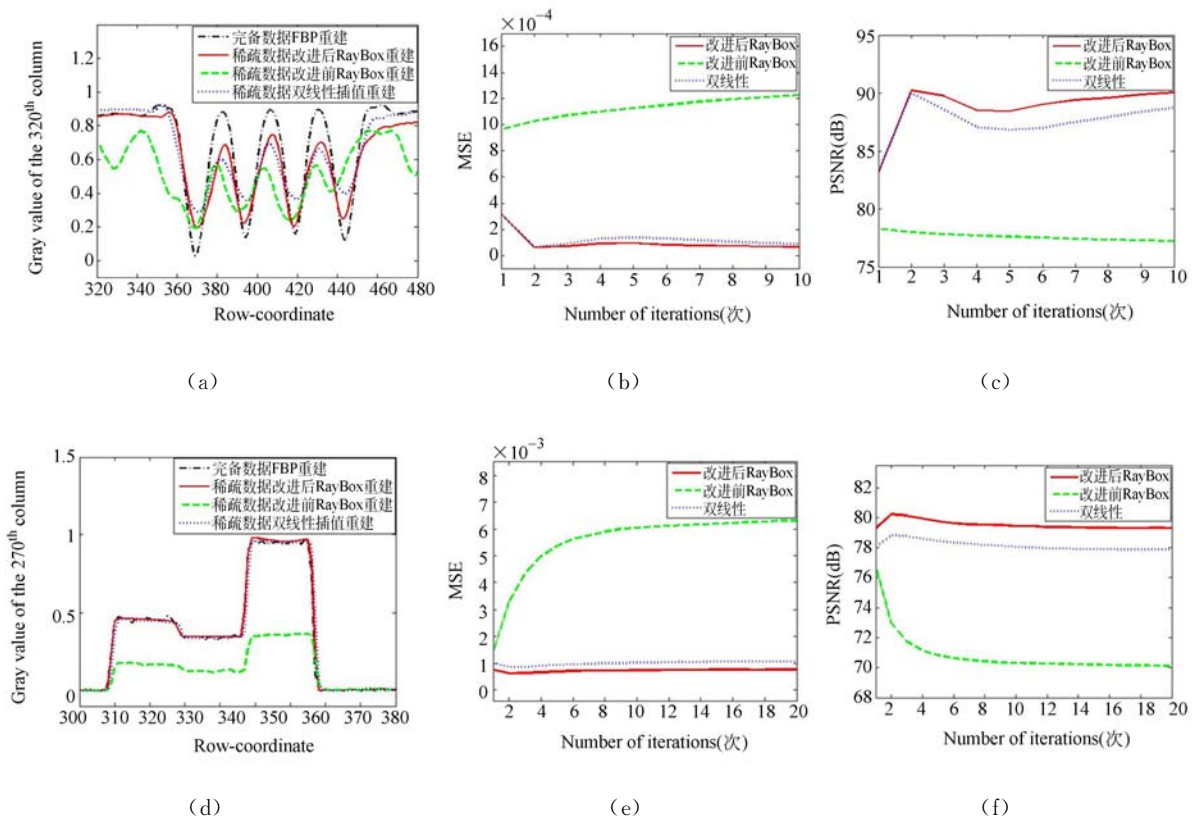 Gray value of the 320th column
1.2
1
0.8
0.6
0.4
0.2
0
320 340 360 380 400 420 440 460 480
Row-coordinate
完备数据FBP重建
稀疏数据改进后RayBox重建
稀疏数据改进前RayBox重建
稀疏数据双线性插值重建
(a)
×10−4
MSE
16
14
12
10
8
6
4
2
0
1 2 3 4 5 6 7 8 9 10
Number of iterations(次)
改进后RayBox
改进前RayBox
双线性
(b)
PSNR(dB)
95
90
85
80
75
1 2 3 4 5 6 7 8 9 10
Number of iterations(次)
改进后RayBox
改进前RayBox
双线性
(c)
Gray value of the 270th column
1.5
1
0.5
0
300 310 320 330 340 350 360 370 380
Row-coordinate
完备数据FBP重建
稀疏数据改进后RayBox重建
稀疏数据改进前RayBox重建
稀疏数据双线性插值重建
(d)
×10−3
MSE
8
7
6
5
4
3
2
1
0
2 4 6 8 10 12 14 16 18 20
Number of iterations(次)
改进后RayBox
改进前RayBox
双线性
(e)
PSNR(dB)
82
80
78
76
74
72
70
68
2 4 6 8 10 12 14 16 18 20
Number of iterations(次)
改进后RayBox
改进前RayBox
双线性
(f)